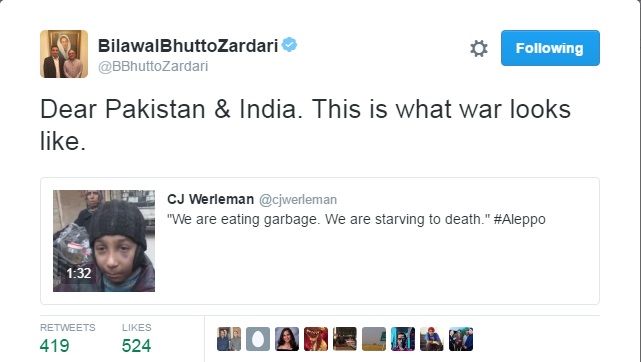 BilawalBhuttoZardari
@BBhuttoZardari
Following
Dear Pakistan & India. This is what war looks
like.
CJ Werleman @cjwerleman
"We are eating garbage. We are starving to death." #Aleppo
1:32
RETWEETS LIKES
419 524